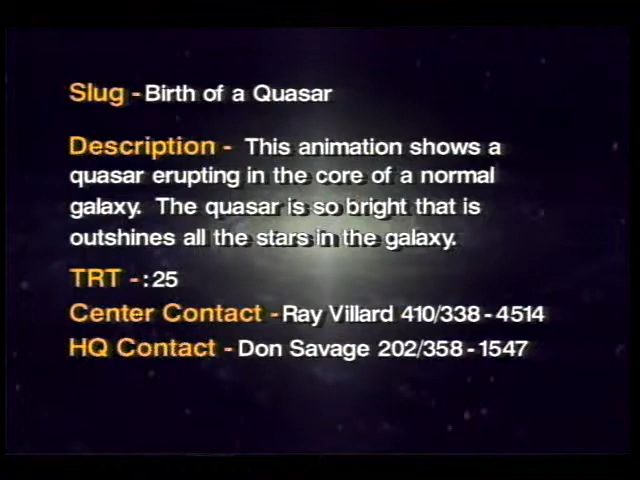 Slug - Birth of a Quasar
Description - This animation shows a
quasar erupting in the core of a normal
galaxy. The quasar is so bright that is
outshines all the stars in the galaxy.
TRT - :25
Center Contact - Ray Villard 410/338-4514
HQ Contact - Don Savage 202/358-1547